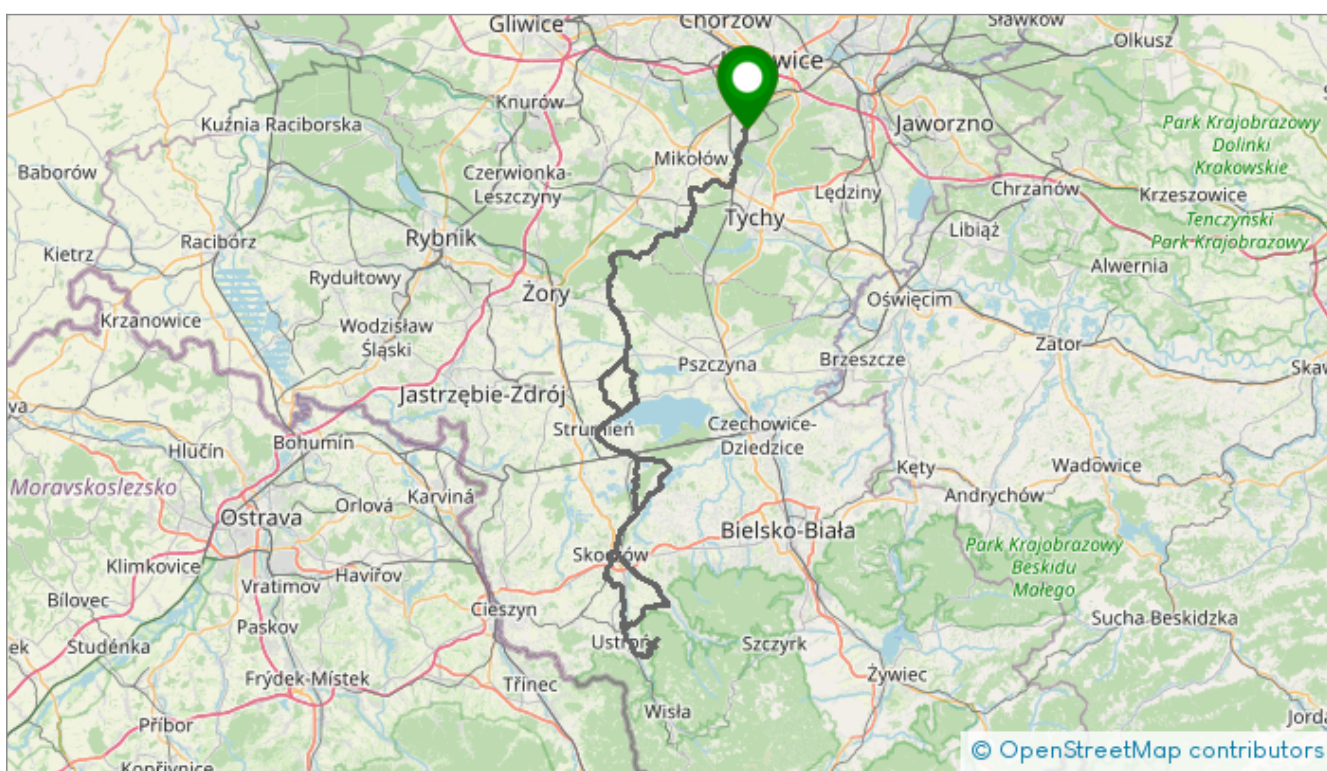 Gliwice
Chorzów
Sławków
Olkusz
Knurów
Kuźnia Raciborska
Jaworzno
Park Krajobrazowy
Dolinki
Krakowskie
Mikołów
Baborów
Czerwionka-
Leszczyny
Lędziny
Chrzanów
Krzeszowice
Tychy
Tenczyński
Park Krajobrazowy
Libiąż
Racibórz
Rybnik
Kietrz
Alwernia
Rydułtowy
Żory
Oświęcim
Krzanowice
Wodzisław
Śląski
Zator
Pszczyna
Brzeszcze
Jastrzębie-Zdrój
Strumień
Czechowice-
Dziedzice
Hlučín
Bohumín
Kęty
Wadowice
Moravskoslezsko
Karviná
Andrychów
Orlová
Ostrava
Bielsko-Biała
Park Krajobrazowy
Beskidu
Małego
Klimkovice
Havířov
Vratimov
Bílovec
Cieszyn
Sucha Beskidzka
Paskov
Studénka
Ustroń
Szczyrk
Frýdek-Místek
Żywiec
Třinec
Wisła
Příbor
© OpenStreetMap contributors